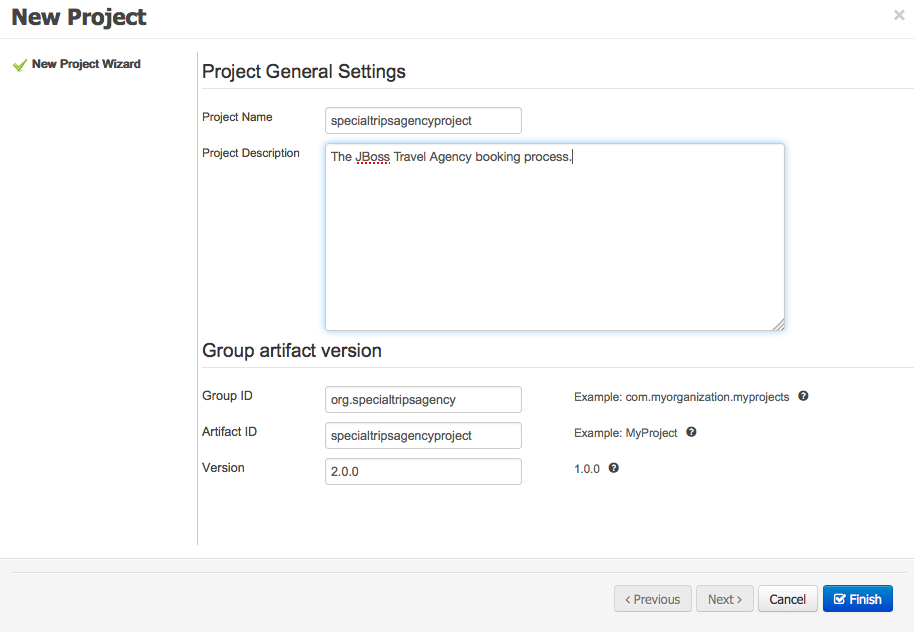 New Project
×
New Project Wizard
Project General Settings
Project Name
specialtripsagencyproject
Project Description
The JBoss Travel Agency booking process.
Group artifact version
Group ID
org.specialtripsagency
Example: com.myorganization.myprojects
Artifact ID
specialtripsagencyproject
Example: MyProject
Version
2.0.0
1.0.0
Previous
Next
Cancel
Finish